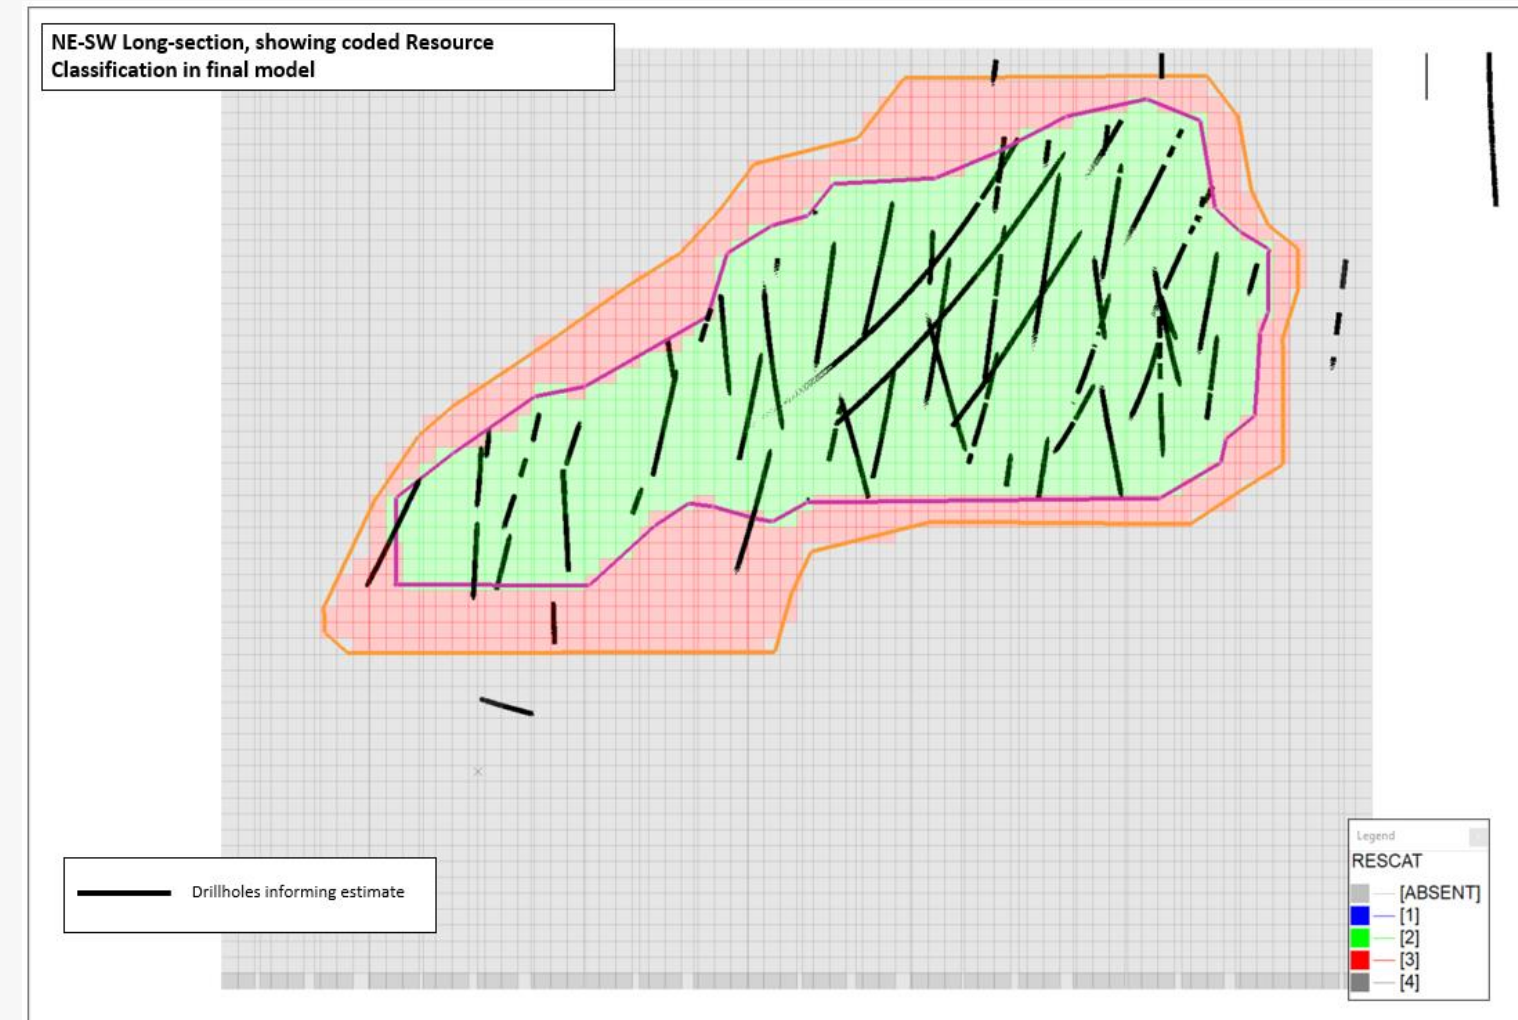 NE-SW Long-section, showing coded Resource
Classification in final model
Drillholes informing estimate
Legend
RESCAT
[ABSENT]
[1]
[2]
[3]
[4]